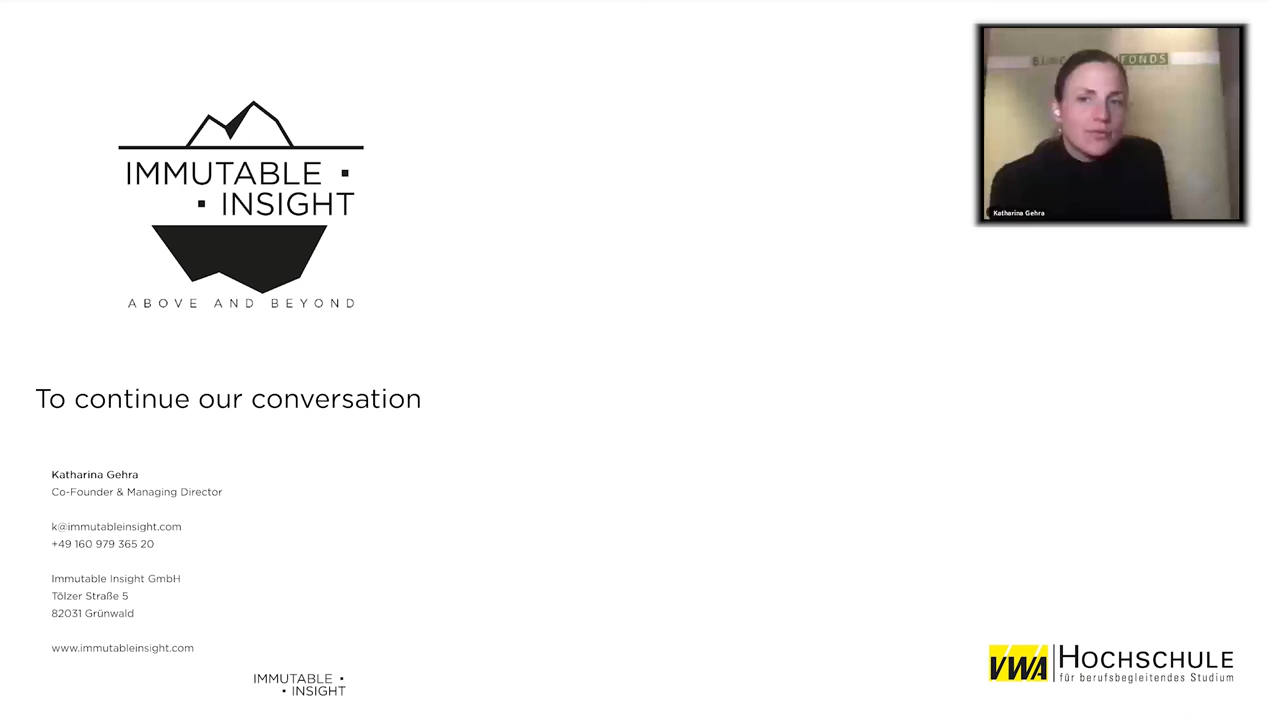 IMMUTABLE
INSIGHT
ABOVE AND BEYOND
FONDS
Katharina Gehra
To continue our conversation
Katharina Gehra
Co-Founder & Managing Director
k@immutableinsight.com
+49 160 979 365 20
Immutable Insight GmbH
Tölzer Straße 5
82031 Grünwald
www.immutableinsight.com
IMMUTABLE
INSIGHT
VWA HOCHSCHULE
für berufsbegleitendes Studium